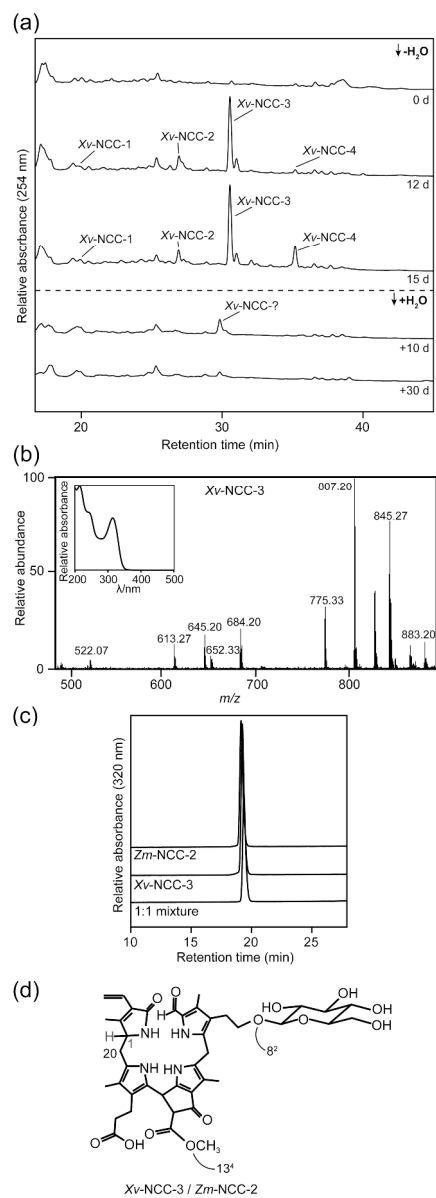 (a)
↓-H₂O
0 d
Xv-NCC-3
Xv-NCC-2
Xv-NCC-1
Xv-NCC-4
12 d
Xv-NCC-3
Xv-NCC-1
Xv-NCC-2
Xv-NCC-4
15 d
↓+H₂O
Xv-NCC-?
+10 d
+30 d
Relative absorbance (254 nm)
20 30 40
Retention time (min)
(b)
100
50
0
Relative abundance
Xv-NCC-3
Relative absorbance
200 300 400 500
λ/nm
007.20
845.27
775.33
645.20
684.20
613.27
652.33
522.07
883.20
500 600 700 800
m/z
(c)
Relative absorbance (320 nm)
Zm-NCC-2
Xv-NCC-3
1:1 mixture
10 15 20 25
Retention time (min)
(d)
O
H
O
H
1
NH
HN
20
NH
HN
O
8²
HO
OH
O
OH
OH
O
OH
O
O
O
CH₃
13⁴
Xv-NCC-3 / Zm-NCC-2